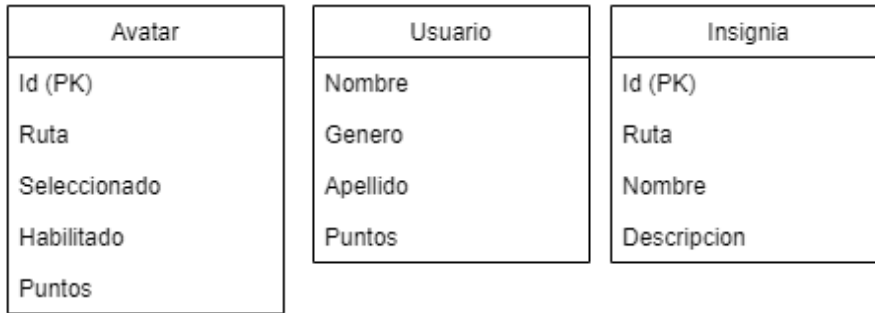 Avatar
Id (PK)
Ruta
Seleccionado
Habilitado
Puntos
Usuario
Nombre
Genero
Apellido
Puntos
Insignia
Id (PK)
Ruta
Nombre
Descripcion